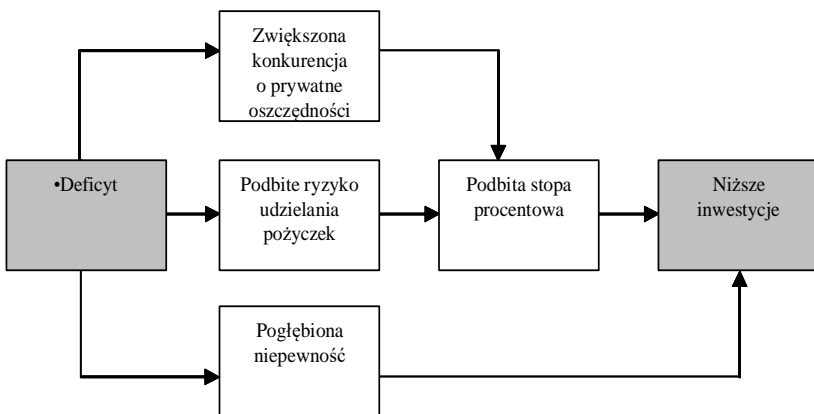 Zwiększona
konkurencja
o prywatne
oszczędności
•Deficyt
Podbite ryzyko
udzielania
pożyczek
Podbita stopa
procentowa
Niższe
inwestycje
Pogłębiona
niepewność